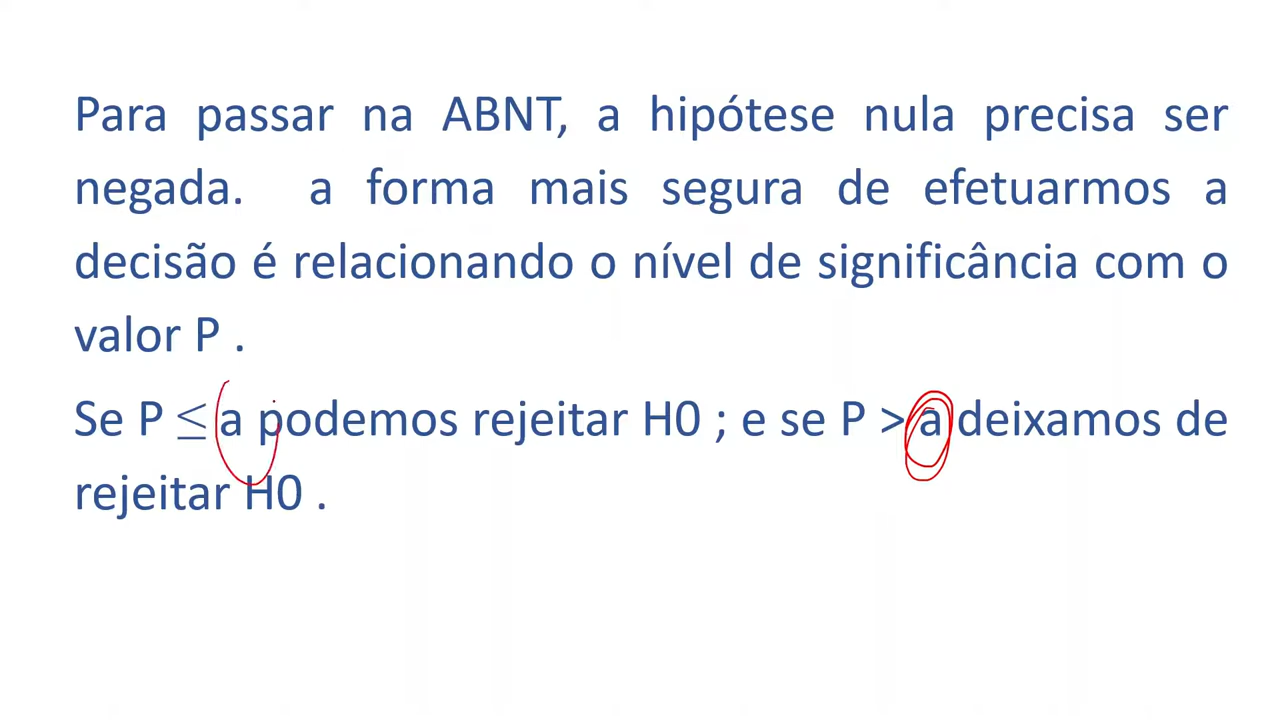 Para passar na ABNT, a hipótese nula precisa ser
negada. a forma mais segura de efetuarmos a
decisão é relacionando o nível de significância com o
valor P .
Se P ≤ a podemos rejeitar H0 ; e se P > a deixamos de
rejeitar H0 .